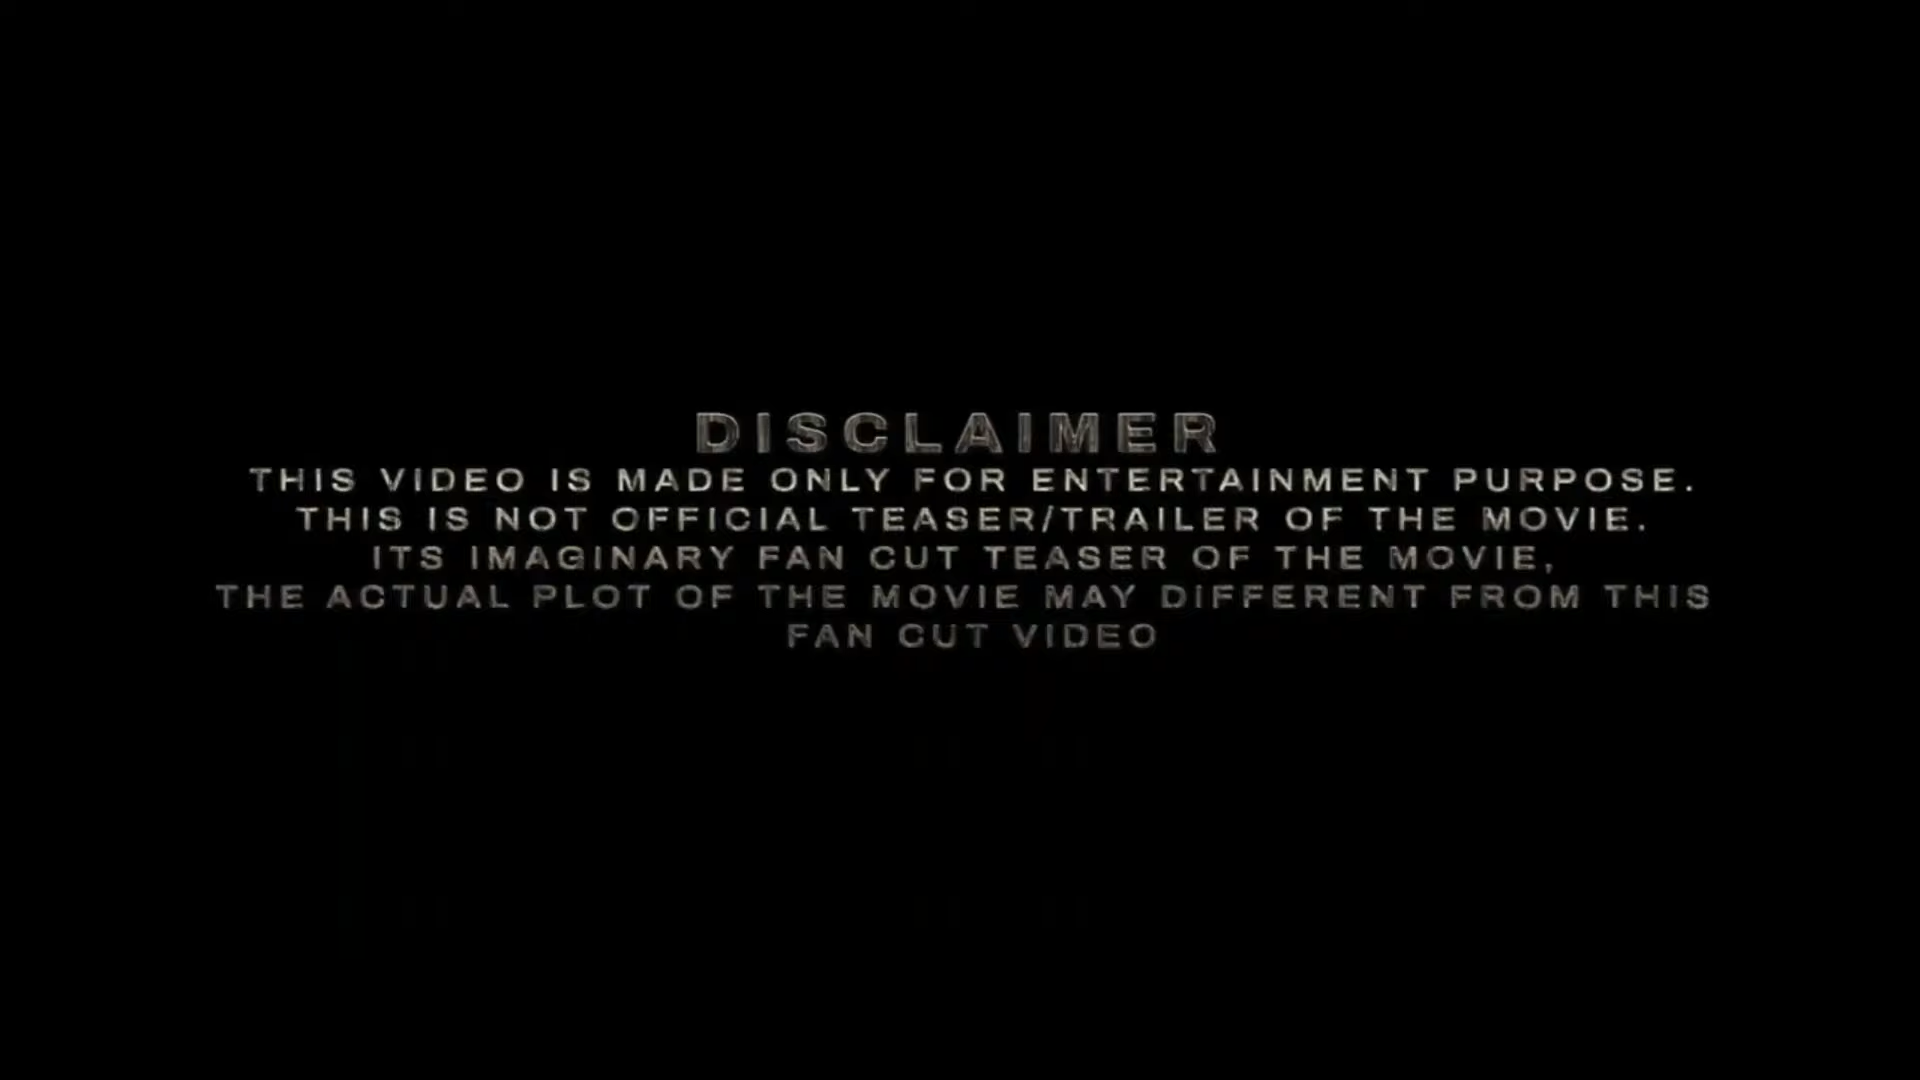 DISCLAIMER
THIS VIDEO IS MADE ONLY FOR ENTERTAINMENT PURPOSE.
THIS IS NOT OFFICIAL TEASER/TRAILER OF THE MOVIE.
ITS IMAGINARY FAN CUT TEASER OF THE MOVIE,
THE ACTUAL PLOT OF THE MOVIE MAY DIFFERENT FROM THIS
FAN CUT VIDEO